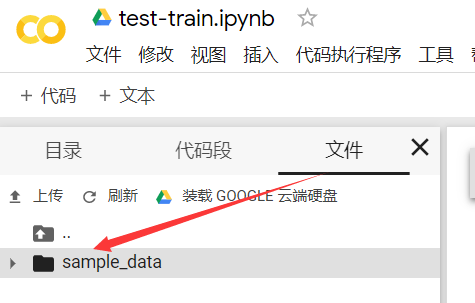 test-train.ipynb
文件 修改 视图 插入 代码执行程序 工具
+ 代码 + 文本
目录 代码段 文件
上传 刷新 装载 GOOGLE 云端硬盘
..
sample_data